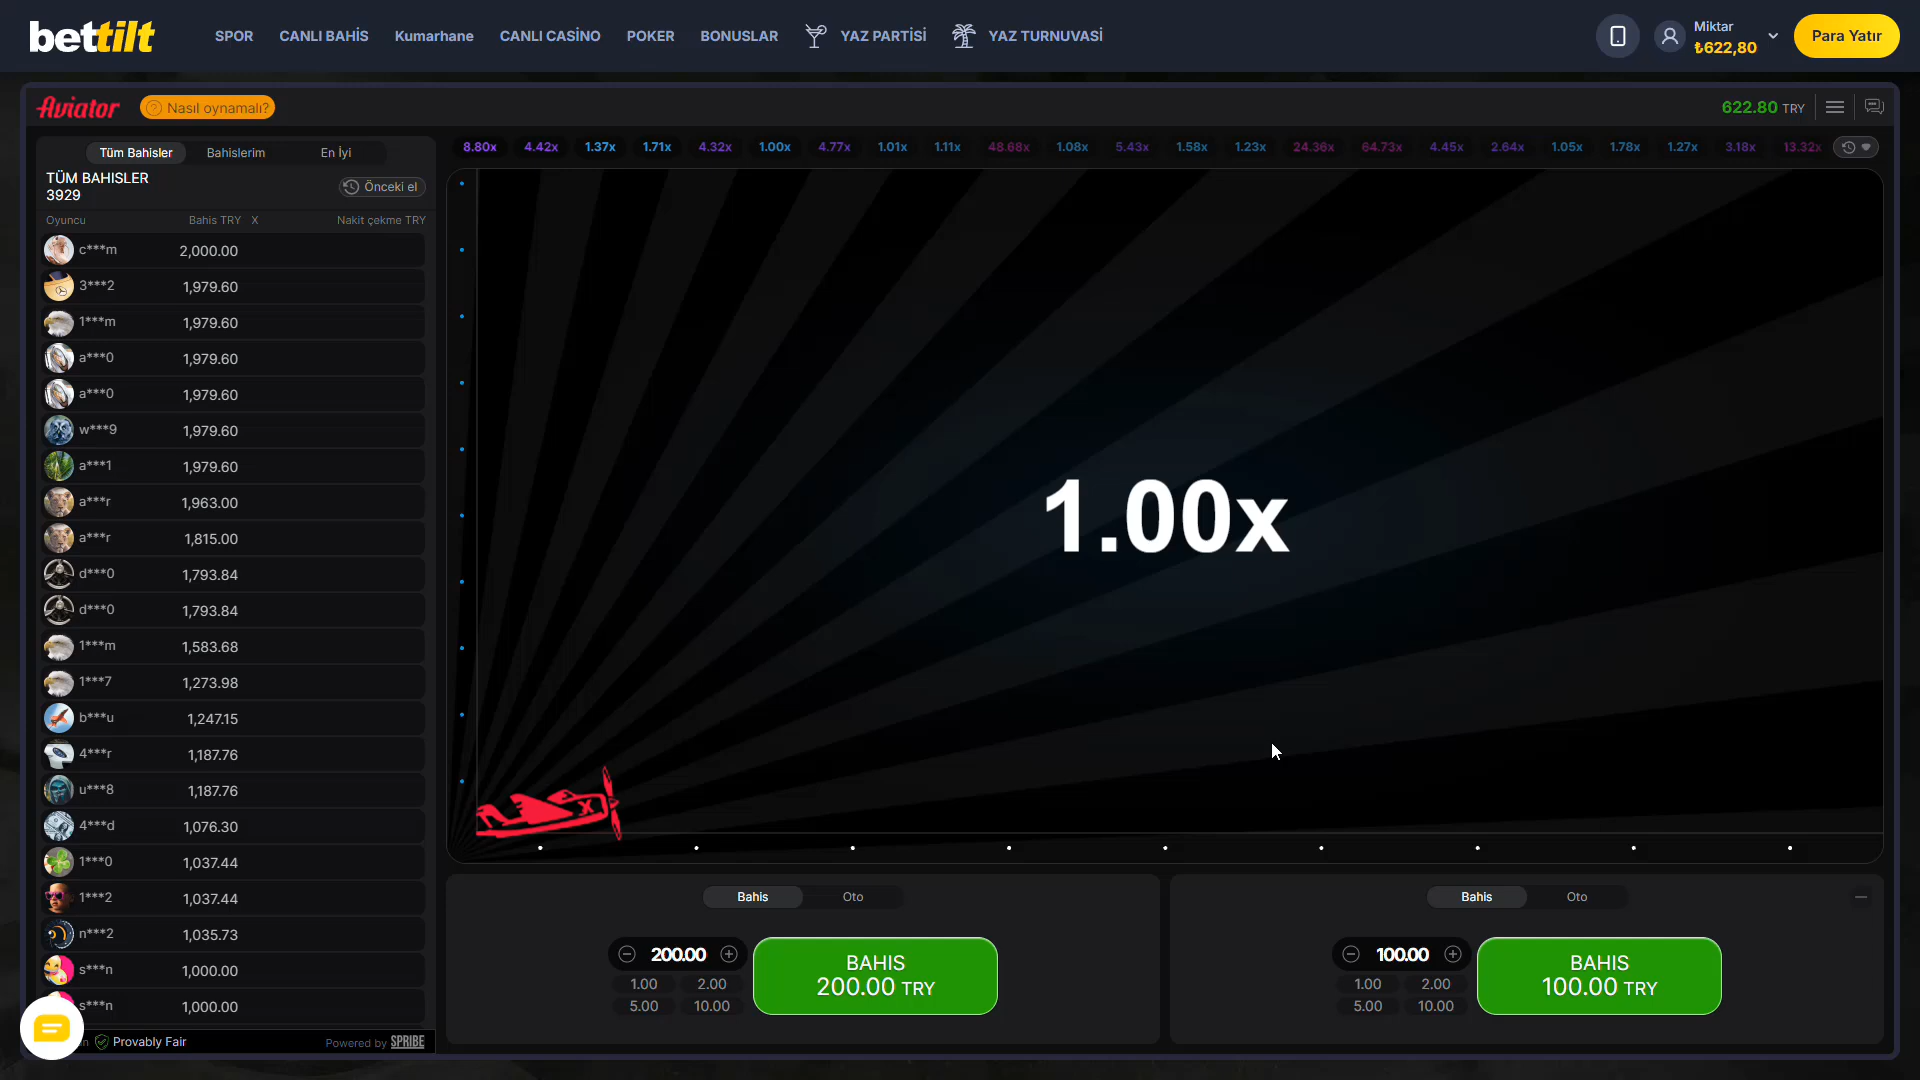 bettilt
SPOR CANLI BAHİS Kumarhane CANLI CASİNO POKER BONUSLAR YAZ PARTİSİ YAZ TURNUVASI
Miktar
₺622,80
Para Yatır
Aviator
Nasıl oynamalı?
622.80 TRY
Tüm Bahisler Bahislerim En İyi
8.80x 4.42x 1.37x 1.71x 4.32x 1.00x 4.77x 1.01x 1.11x 48.68x 1.08x 5.43x 1.58x 1.23x 24.36x 64.73x 4.45x 2.64x 1.05x 1.78x 1.27x 3.18x 13.32x
TÜM BAHISLER
3929
Önceki el
Oyuncu Bahis TRY X Nakit çekme TRY
c***m 2,000.00
3***2 1,979.60
1***m 1,979.60
a***0 1,979.60
a***0 1,979.60
w***9 1,979.60
a***1 1,979.60
a***r 1,963.00
a***r 1,815.00
d***0 1,793.84
d***0 1,793.84
1***m 1,583.68
1***7 1,273.98
b***u 1,247.15
4***r 1,187.76
u***8 1,187.76
4***d 1,076.30
1***0 1,037.44
1***2 1,037.44
n***2 1,035.73
s***n 1,000.00
s***n 1,000.00
Provably Fair
Powered by SPRIBE
1.00x
X
Bahis Oto
200.00
1.00 2.00
5.00 10.00
BAHIS
200.00 TRY
Bahis Oto
100.00
1.00 2.00
5.00 10.00
BAHIS
100.00 TRY